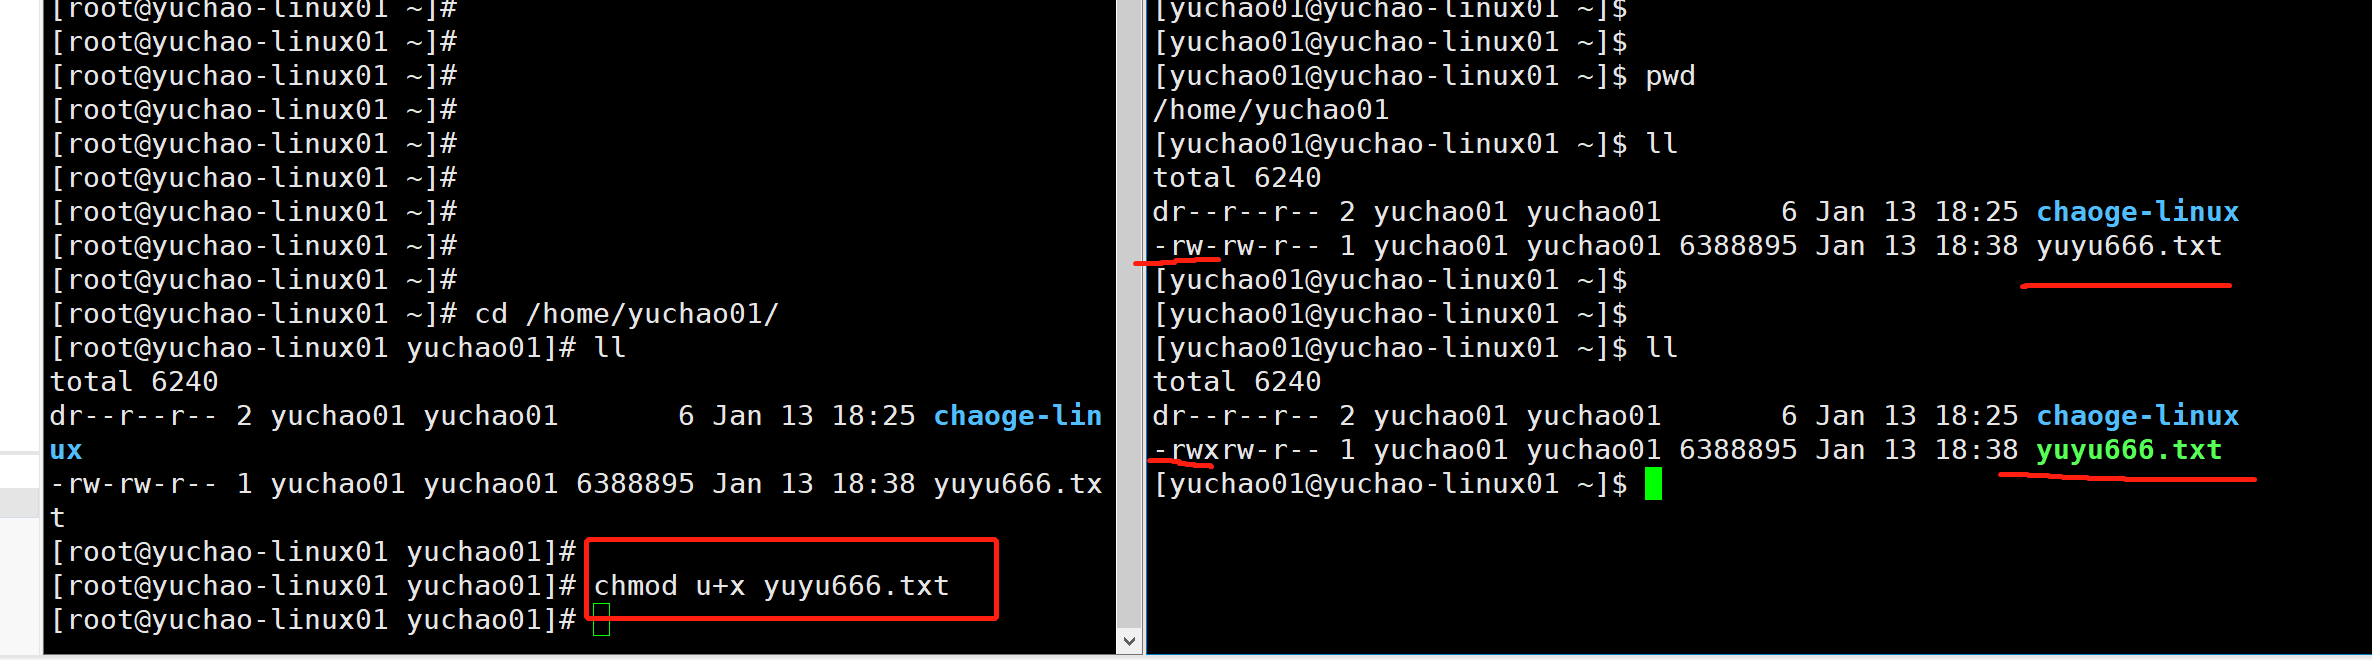 [root@yuchao-linux01 ~]#
[root@yuchao-linux01 ~]#
[root@yuchao-linux01 ~]#
[root@yuchao-linux01 ~]#
[root@yuchao-linux01 ~]#
[root@yuchao-linux01 ~]#
[root@yuchao-linux01 ~]#
[root@yuchao-linux01 ~]#
[root@yuchao-linux01 ~]#
[root@yuchao-linux01 ~]# cd /home/yuchao01/
[root@yuchao-linux01 yuchao01]# ll
total 6240
dr--r--r-- 2 yuchao01 yuchao01       6 Jan 13 18:25 chaoge-lin
ux
-rw-rw-r-- 1 yuchao01 yuchao01 6388895 Jan 13 18:38 yuyu666.tx
t
[root@yuchao-linux01 yuchao01]#
[root@yuchao-linux01 yuchao01]# chmod u+x yuyu666.txt
[root@yuchao-linux01 yuchao01]#
[yuchao01@yuchao-linux01 ~]$
[yuchao01@yuchao-linux01 ~]$
[yuchao01@yuchao-linux01 ~]$ pwd
/home/yuchao01
[yuchao01@yuchao-linux01 ~]$ ll
total 6240
dr--r--r-- 2 yuchao01 yuchao01       6 Jan 13 18:25 chaoge-linux
-rw-rw-r-- 1 yuchao01 yuchao01 6388895 Jan 13 18:38 yuyu666.txt
[yuchao01@yuchao-linux01 ~]$
[yuchao01@yuchao-linux01 ~]$
[yuchao01@yuchao-linux01 ~]$ ll
total 6240
dr--r--r-- 2 yuchao01 yuchao01       6 Jan 13 18:25 chaoge-linux
-rwxrw-r-- 1 yuchao01 yuchao01 6388895 Jan 13 18:38 yuyu666.txt
[yuchao01@yuchao-linux01 ~]$